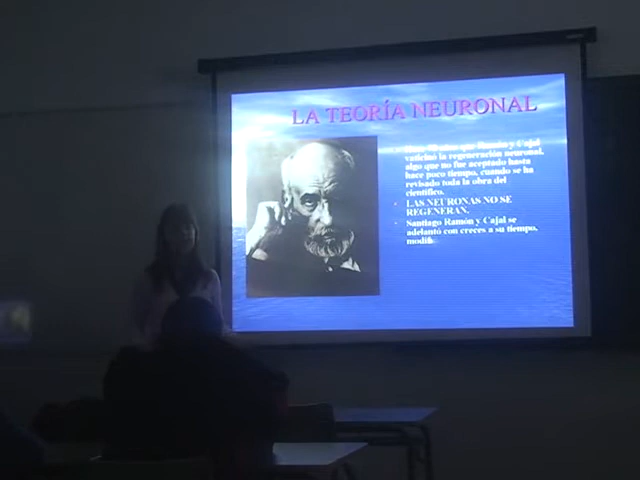 LA TEORÍA NEURONAL
que Ramón y Cajal
vaticinó la regeneración neuronal,
algo que no fue aceptado hasta
hace poco tiempo, cuando se ha
revisado toda la obra del
científico.
LAS NEURONAS NO SE
REGENERAN.
Santiago Ramón y Cajal se
adelantó con creces a su tiempo,
modif